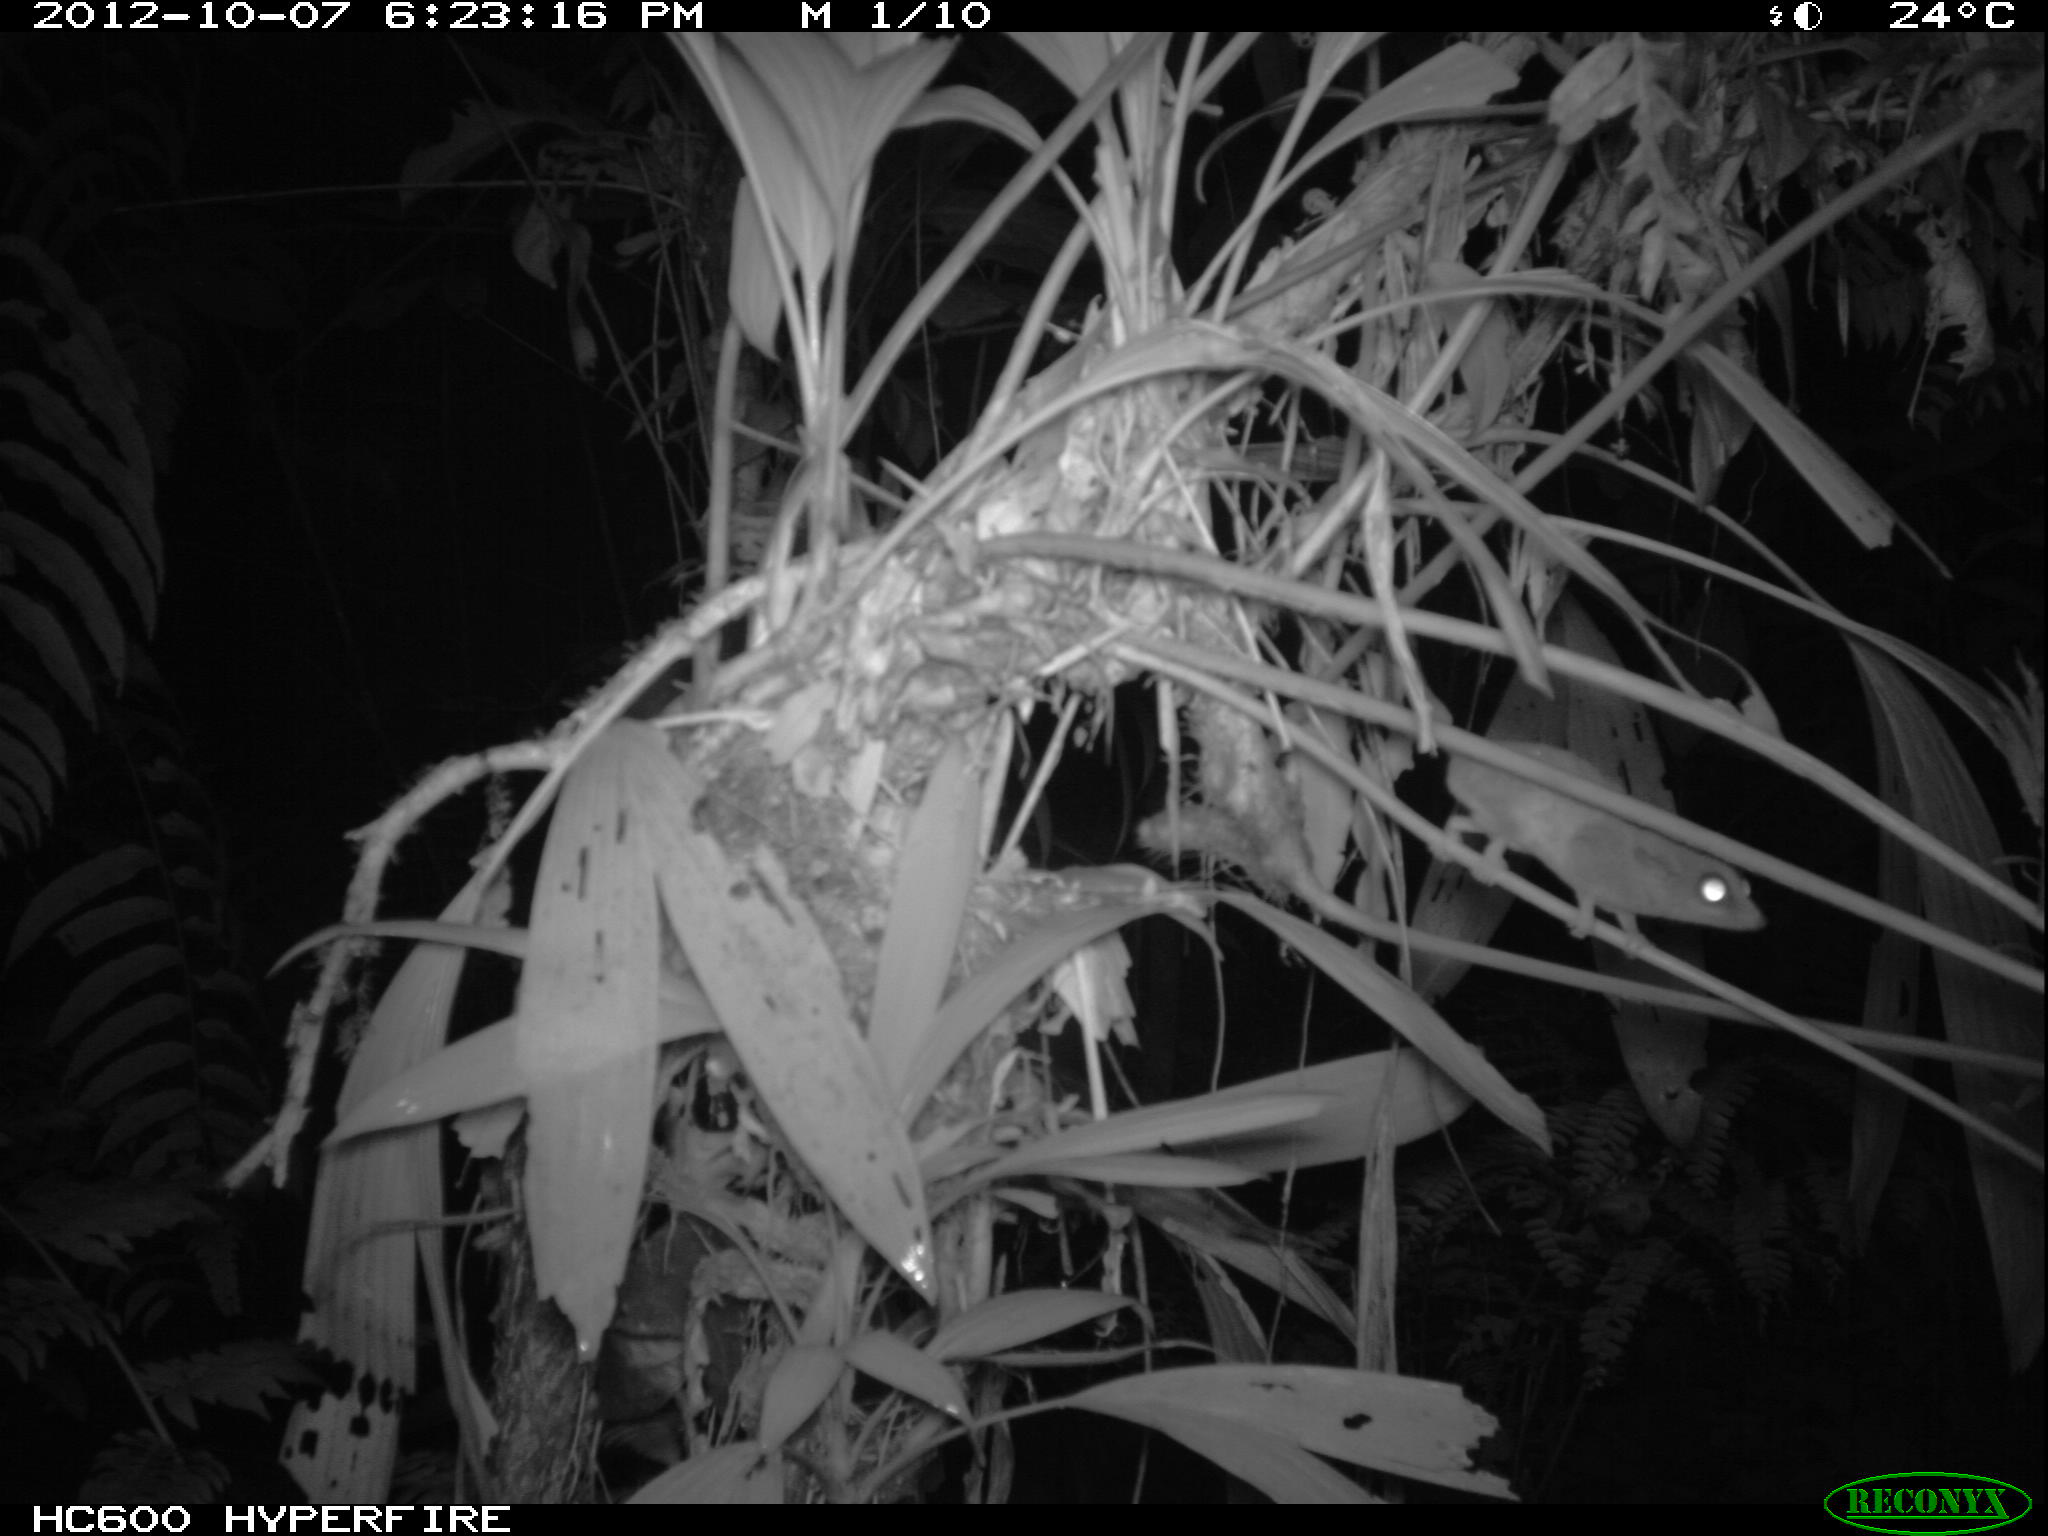 2012-10-07 6:23:16 PM M 1/10 24°C
HC600 HYPERFIRE
RECONYX